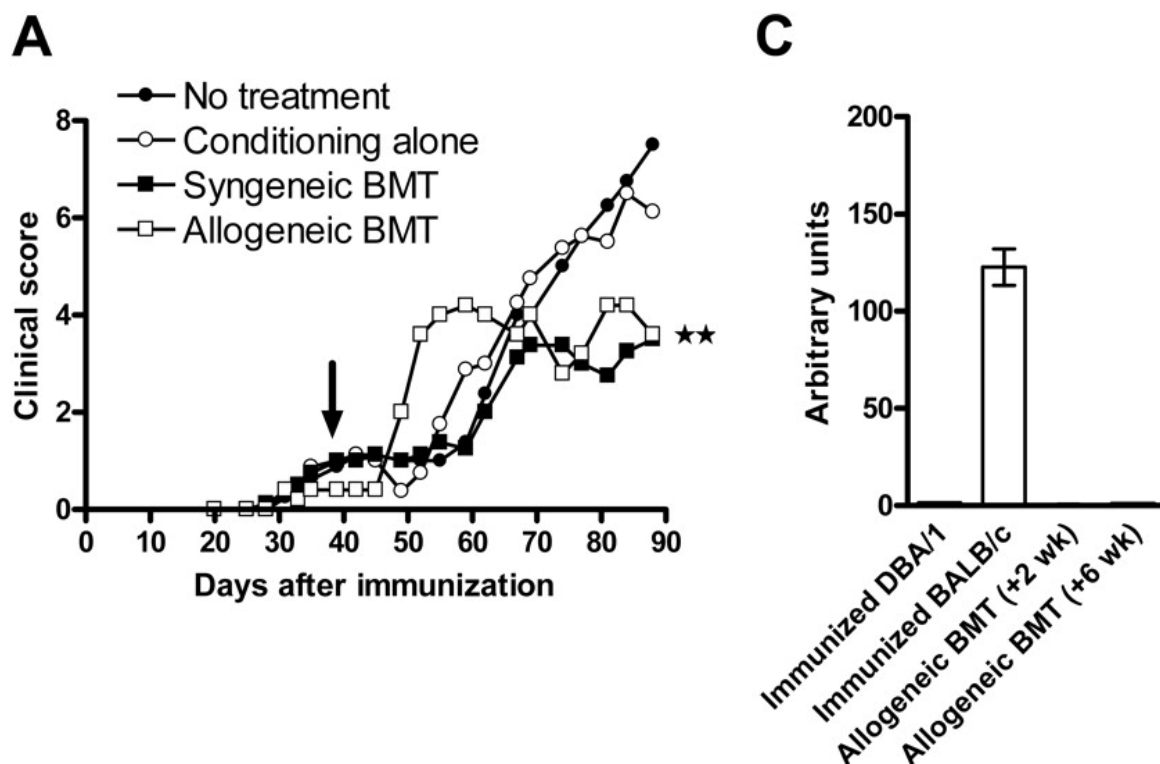 A
No treatment
Conditioning alone
Syngeneic BMT
Allogeneic BMT
Clinical score
8
6
4
2
0
0 10 20 30 40 50 60 70 80 90
Days after immunization
★★
C
Arbitrary units
200
150
100
50
0
Immunized DBA/1
Immunized BALB/c
Allogeneic BMT (+2 wk)
Allogeneic BMT (+6 wk)